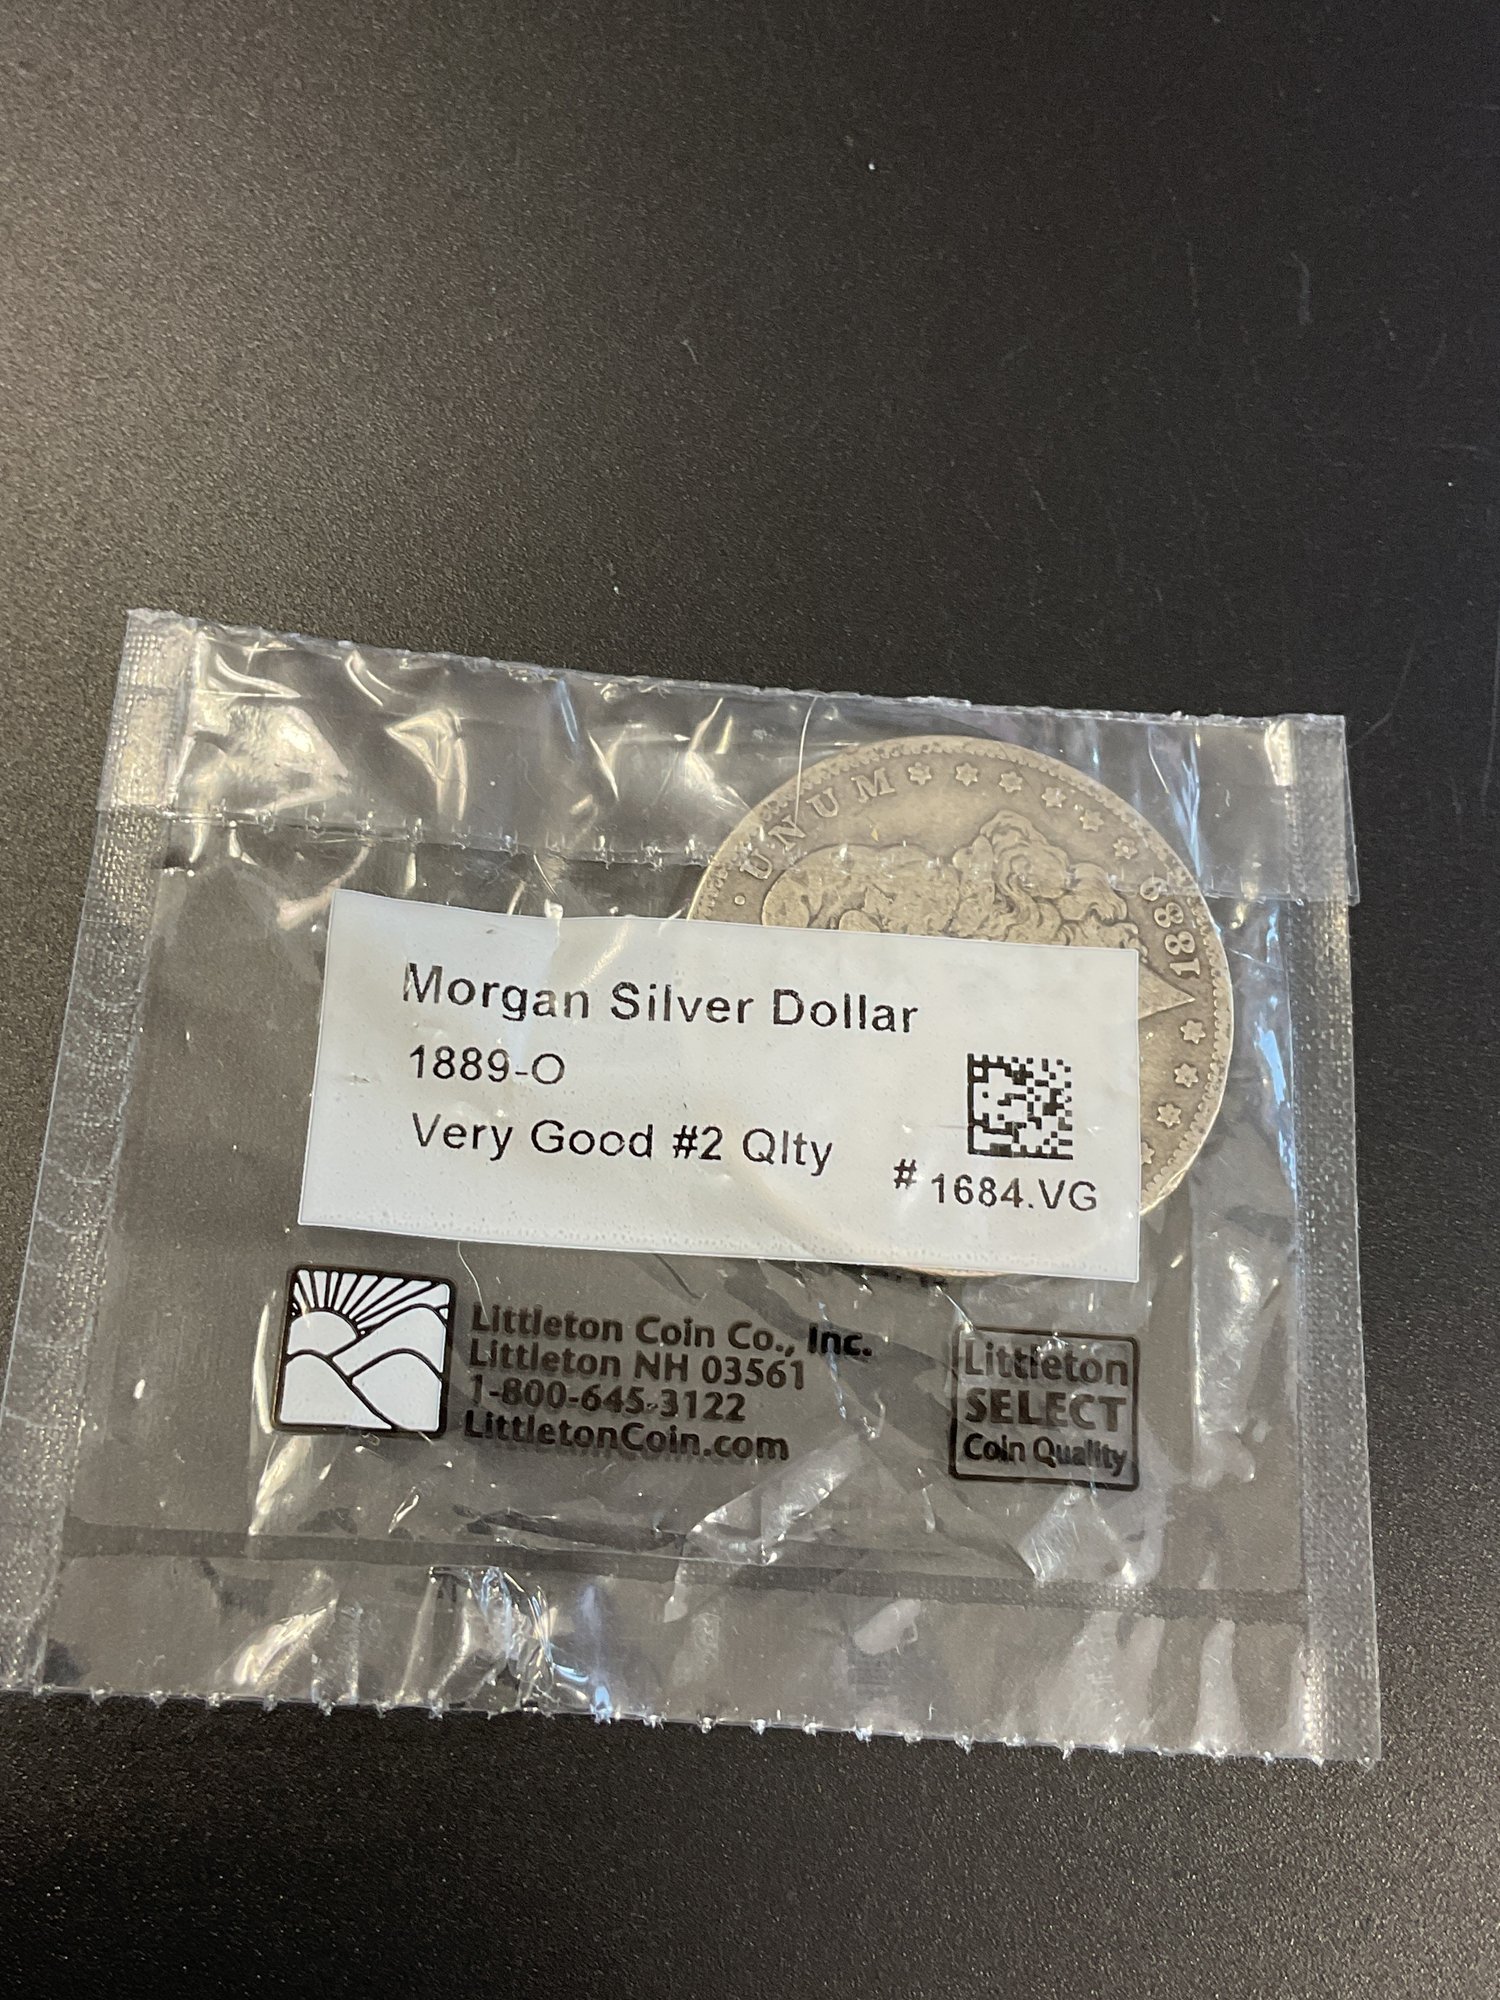 UNUM
1889
Morgan Silver Dollar
1889-O
Very Good #2 Qlty
# 1684.VG
Littleton Coin Co., Inc.
Littleton NH 03561
1-800-645-3122
LittletonCoin.com
Littleton
SELECT
Coin Quality